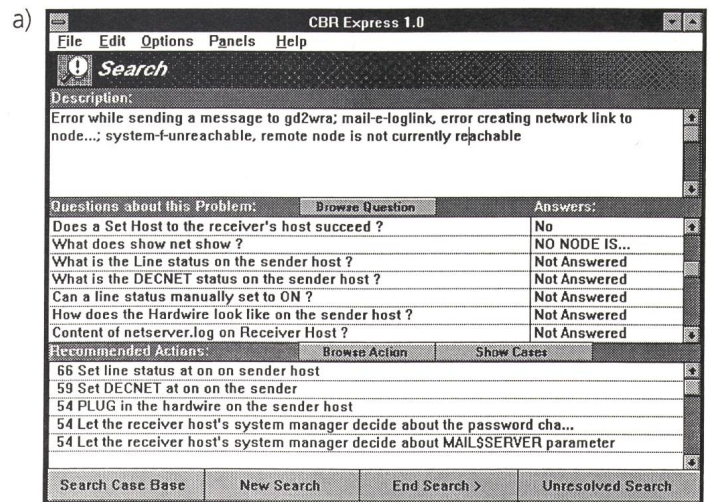 a)
CBR Express 1.0
File Edit Options Panels Help
Search
Description:
Error while sending a message to gd2wra; mail-e-loglink, error creating network link to
node...; system-f-unreachable, remote node is not currently reachable
Questions about this Problem: Browse Question Answers:
Does a Set Host to the receiver's host succeed ? No
What does show net show ? NO NODE IS...
What is the Line status on the sender host ? Not Answered
What is the DECNET status on the sender host ? Not Answered
Can a line status manually set to ON ? Not Answered
How does the Hardwire look like on the sender host ? Not Answered
Content of netserver.log on Receiver Host ? Not Answered
Recommended Actions: Browse Action Show Cases
66 Set line status at on on sender host
59 Set DECNET at on on the sender
54 PLUG in the hardwire on the sender host
54 Let the receiver host's system manager decide about the password cha...
54 Let the receiver host's system manager decide about MAIL$SERVER parameter
Search Case Base New Search End Search > Unresolved Search